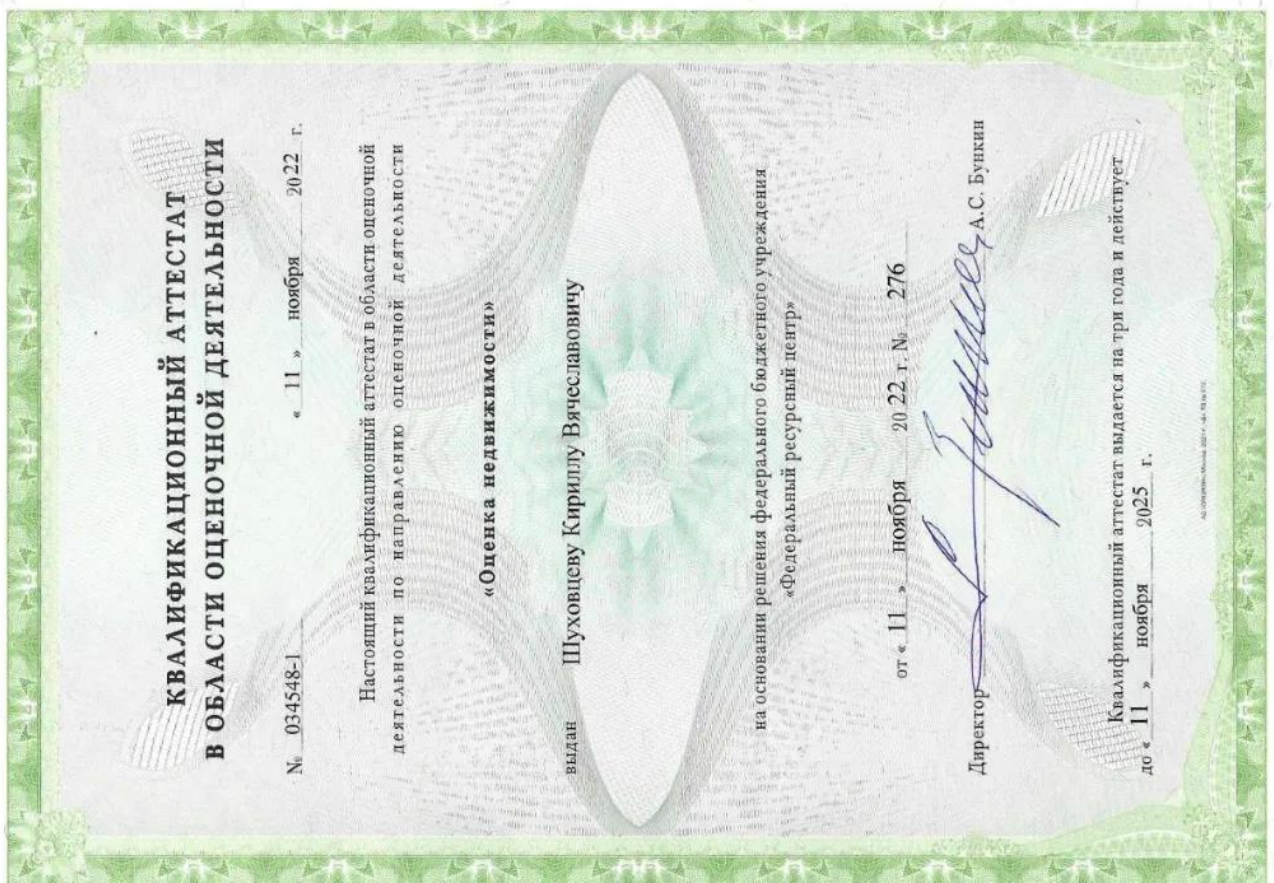 КВАЛИФИКАЦИОННЫЙ АТТЕСТАТ
В ОБЛАСТИ ОЦЕНОЧНОЙ ДЕЯТЕЛЬНОСТИ
№ 034548-1 « 11 » ноября 2022 г.
Настоящий квалификационный аттестат в области оценочной
деятельности по направлению оценочной деятельности
«Оценка недвижимости»
выдан Шуховцеву Кириллу Вячеславовичу
на основании решения федерального бюджетного учреждения
«Федеральный ресурсный центр»
от « 11 » ноября 20 22 г. № 276
Директор А.С. Бункин
Квалификационный аттестат выдается на три года и действует
до « 11 » ноября 2025 г.